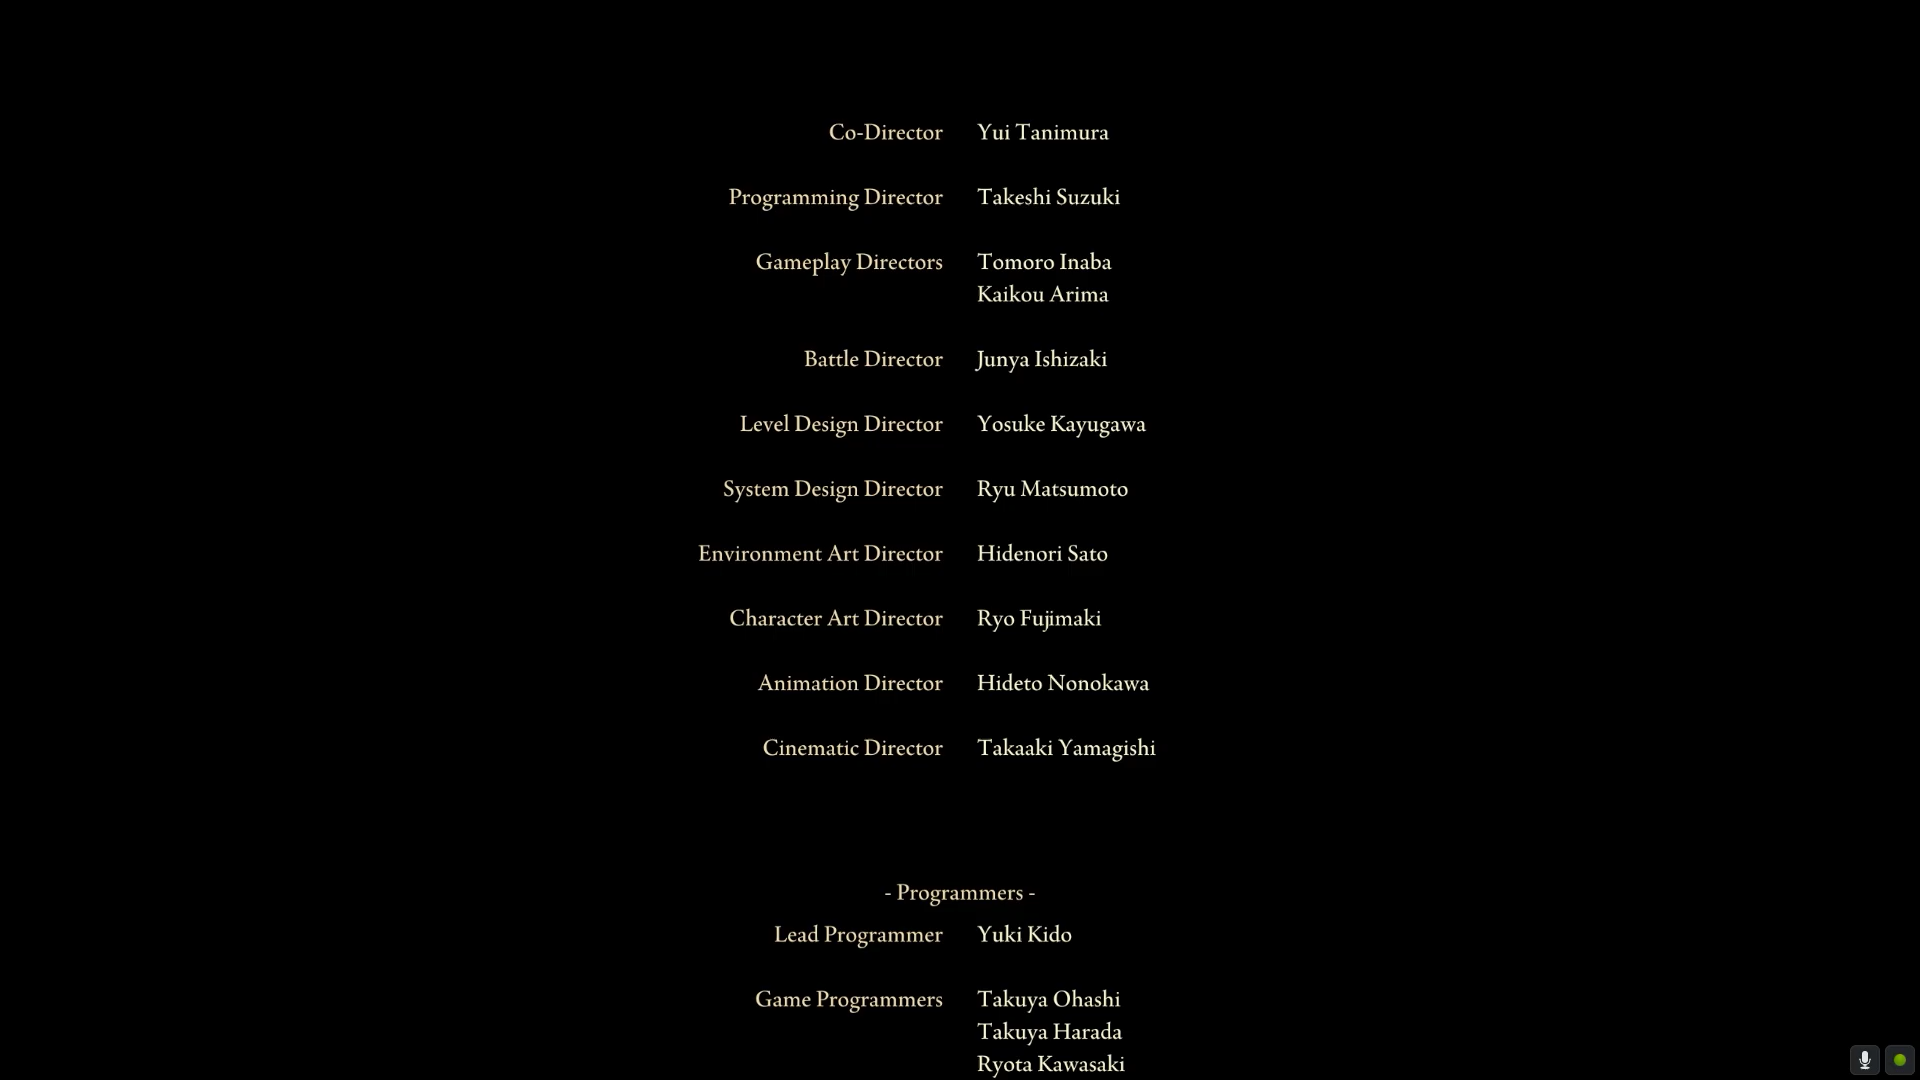 Co-Director Yui Tanimura
Programming Director Takeshi Suzuki
Gameplay Directors Tomoro Inaba
Kaikou Arima
Battle Director Junya Ishizaki
Level Design Director Yosuke Kayugawa
System Design Director Ryu Matsumoto
Environment Art Director Hidenori Sato
Character Art Director Ryo Fujimaki
Animation Director Hideto Nonokawa
Cinematic Director Takaaki Yamagishi
- Programmers -
Lead Programmer Yuki Kido
Game Programmers Takuya Ohashi
Takuya Harada
Ryota Kawasaki